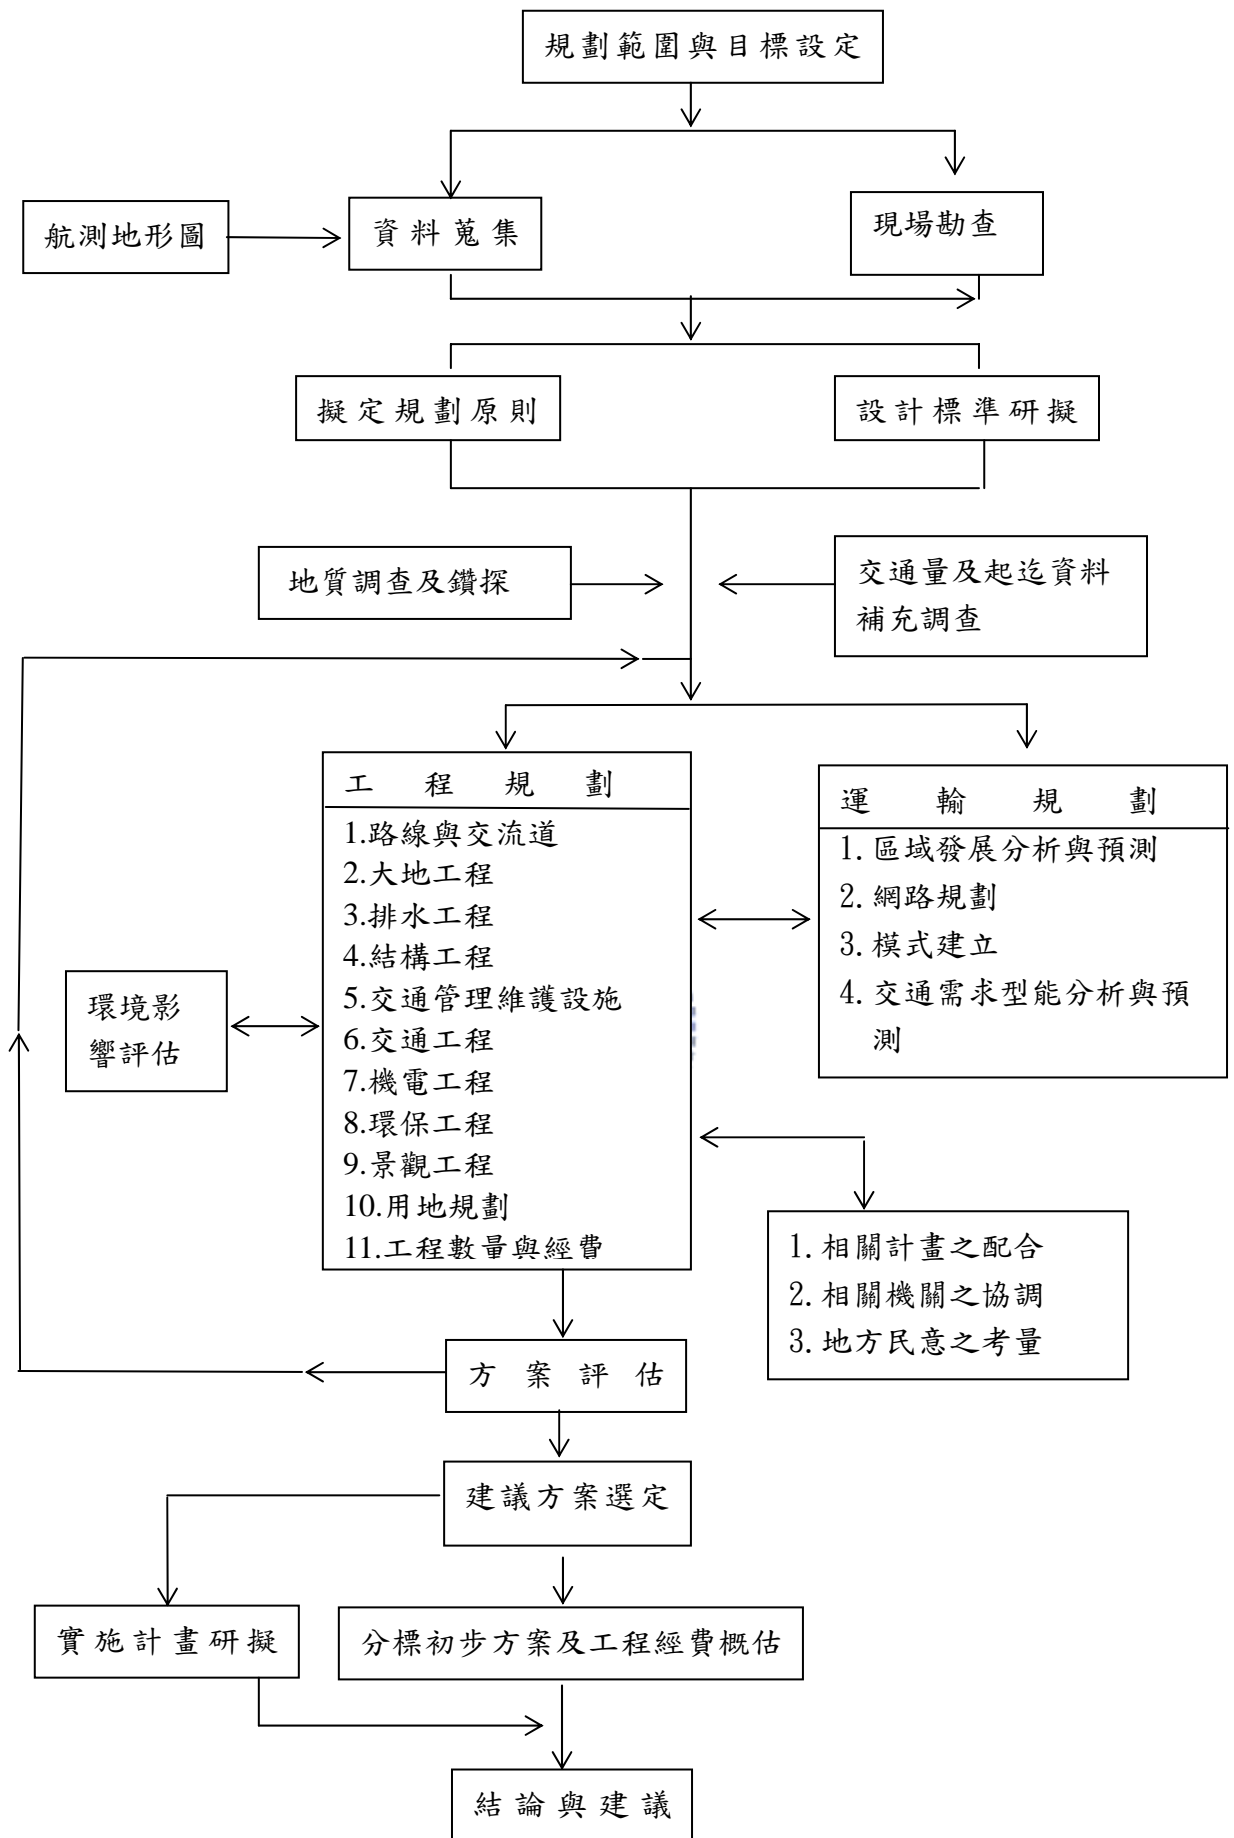 規劃範圍與目標設定
航測地形圖
資料蒐集
現場勘查
擬定規劃原則
設計標準研擬
地質調查及鑽探
交通量及起迄資料
補充調查
工程規劃
1.路線與交流道
2.大地工程
3.排水工程
4.結構工程
5.交通管理維護設施
6.交通工程
7.機電工程
8.環保工程
9.景觀工程
10.用地規劃
11.工程數量與經費
運輸規劃
1.區域發展分析與預測
2.網路規劃
3.模式建立
4.交通需求型能分析與預
測
環境影
響評估
1.相關計畫之配合
2.相關機關之協調
3.地方民意之考量
方案評估
建議方案選定
實施計畫研擬
分標初步方案及工程經費概估
結論與建議